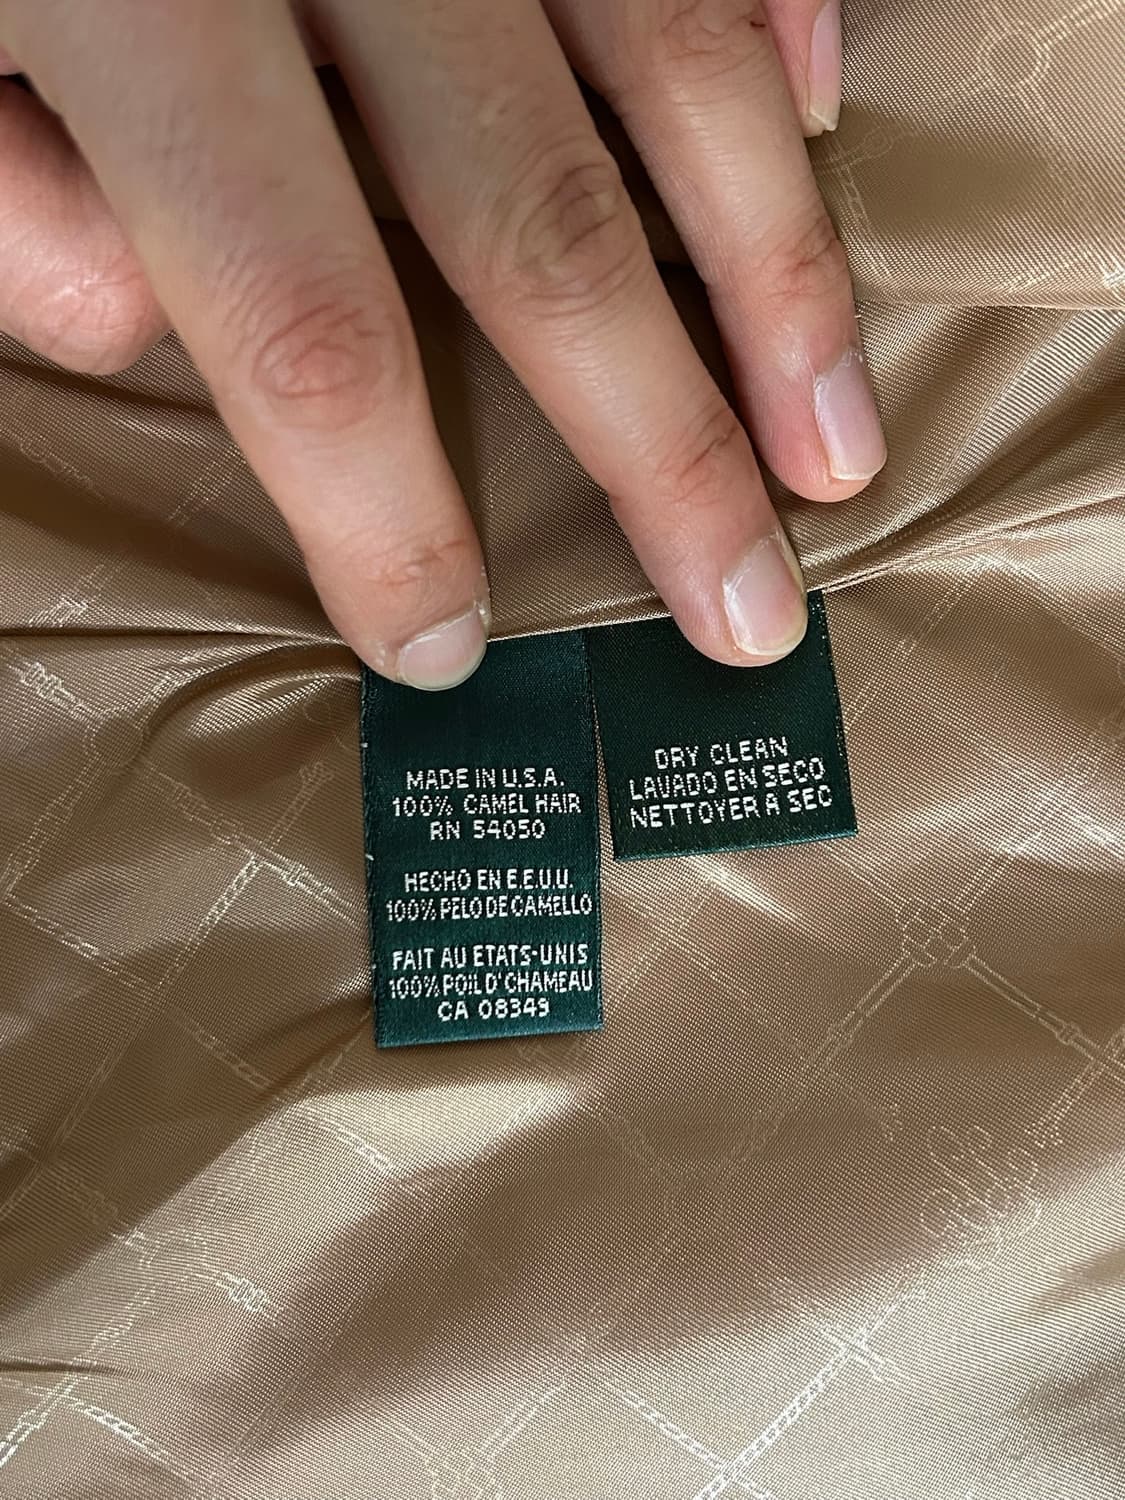 MADE IN U.S.A.
100% CAMEL HAIR
RN 54050
HECHO EN E.E.U.U.
100% PELO DE CAMELLO
FAIT AU ETATS-UNIS
100% POIL D'CHAMEAU
CA 08349
DRY CLEAN
LAVADO EN SECO
NETTOYER A SEC